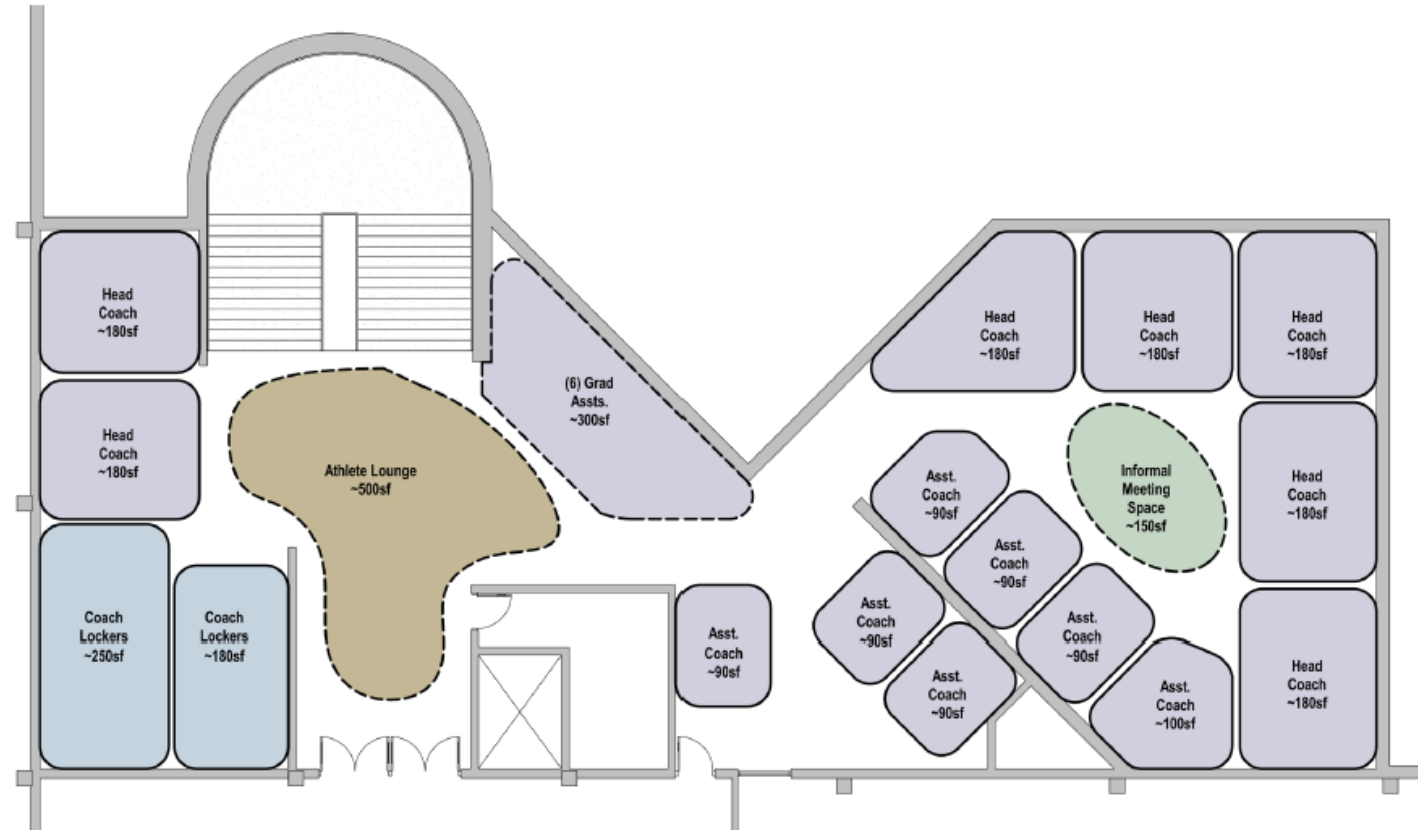 Head
Coach
~180sf
Head
Coach
~180sf
Coach
Lockers
~250sf
Coach
Lockers
~180sf
Athlete Lounge
~500sf
(6) Grad
Assts.
~300sf
Asst.
Coach
~90sf
Head
Coach
~180sf
Head
Coach
~180sf
Head
Coach
~180sf
Asst.
Coach
~90sf
Informal
Meeting
Space
~150sf
Head
Coach
~180sf
Asst.
Coach
~90sf
Asst.
Coach
~90sf
Asst.
Coach
~90sf
Asst.
Coach
~90sf
Asst.
Coach
~100sf
Head
Coach
~180sf